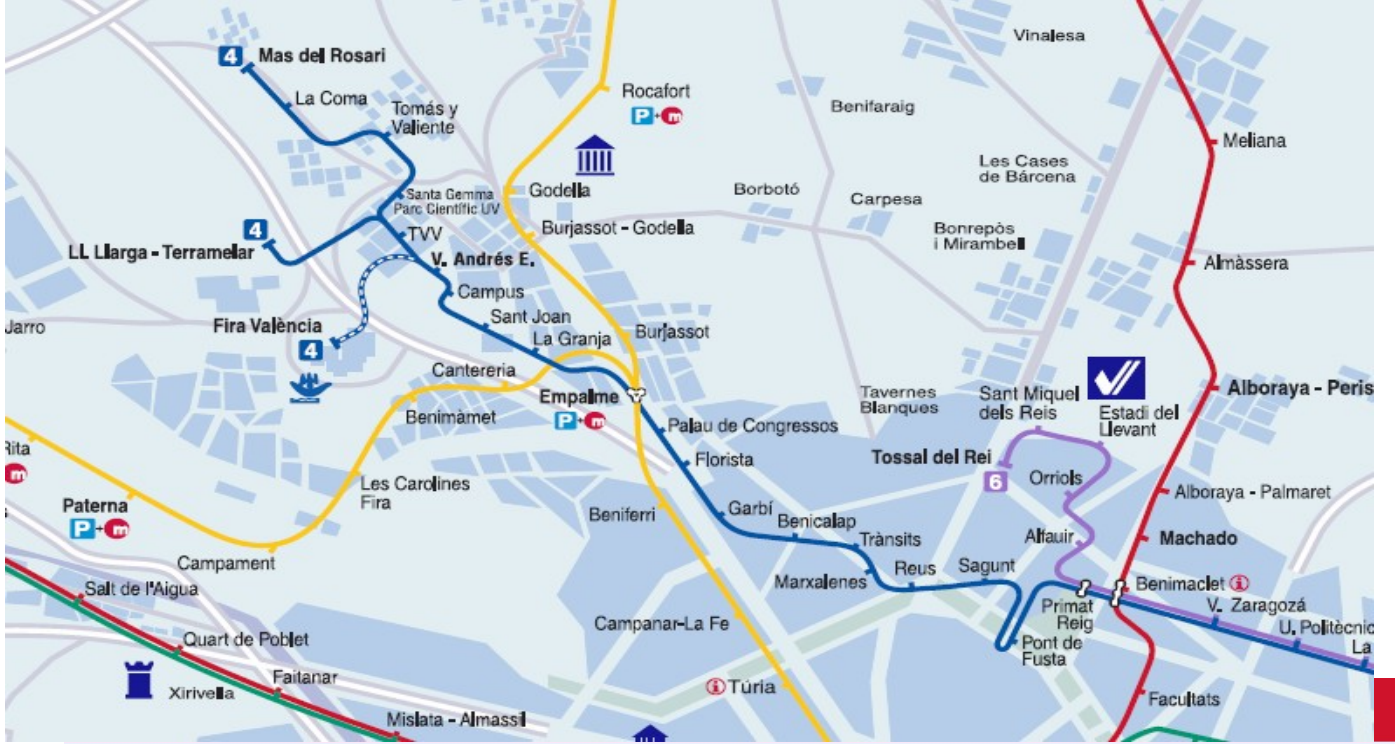 Vinalesa
4 Mas del Rosari
La Coma
Tomás y
Valiente
Rocafort
P+m
Benifaraig
Meliana
Les Cases
de Bárcena
Santa Gemma
Parc Científic UV
Godella
Borbotó
Carpesa
4
LL Llarga - Terramelar
TVV
Burjassot - Godella
Bonrepòs
i Mirambell
V. Andrés E.
Almàssera
Campus
Jarro
Fira València
4
Sant Joan
La Granja
Burjassot
Cantereria
Empalme
P+m
Tavernes
Blanques
Sant Miquel
dels Reis
Alboraya - Peris
Estadi del
Llevant
Benimàmet
Palau de Congressos
Rita
m
Florista
Tossal del Rei
6
Orriols
Les Carolines
Fira
Alboraya - Palmaret
Paterna
P+m
Beniferri
Garbí
Benicalap
Trànsits
Alfauir
Machado
Campament
Marxalenes
Reus
Sagunt
Benimaclet i
Salt de l'Aigua
Primat
Reig
V. Zaragozá
Campanar-La Fe
U. Politècnic
La
Quart de Poblet
Pont de
Fusta
Faitanar
Xirivella
i Túria
Facultats
Mislata - Almassil